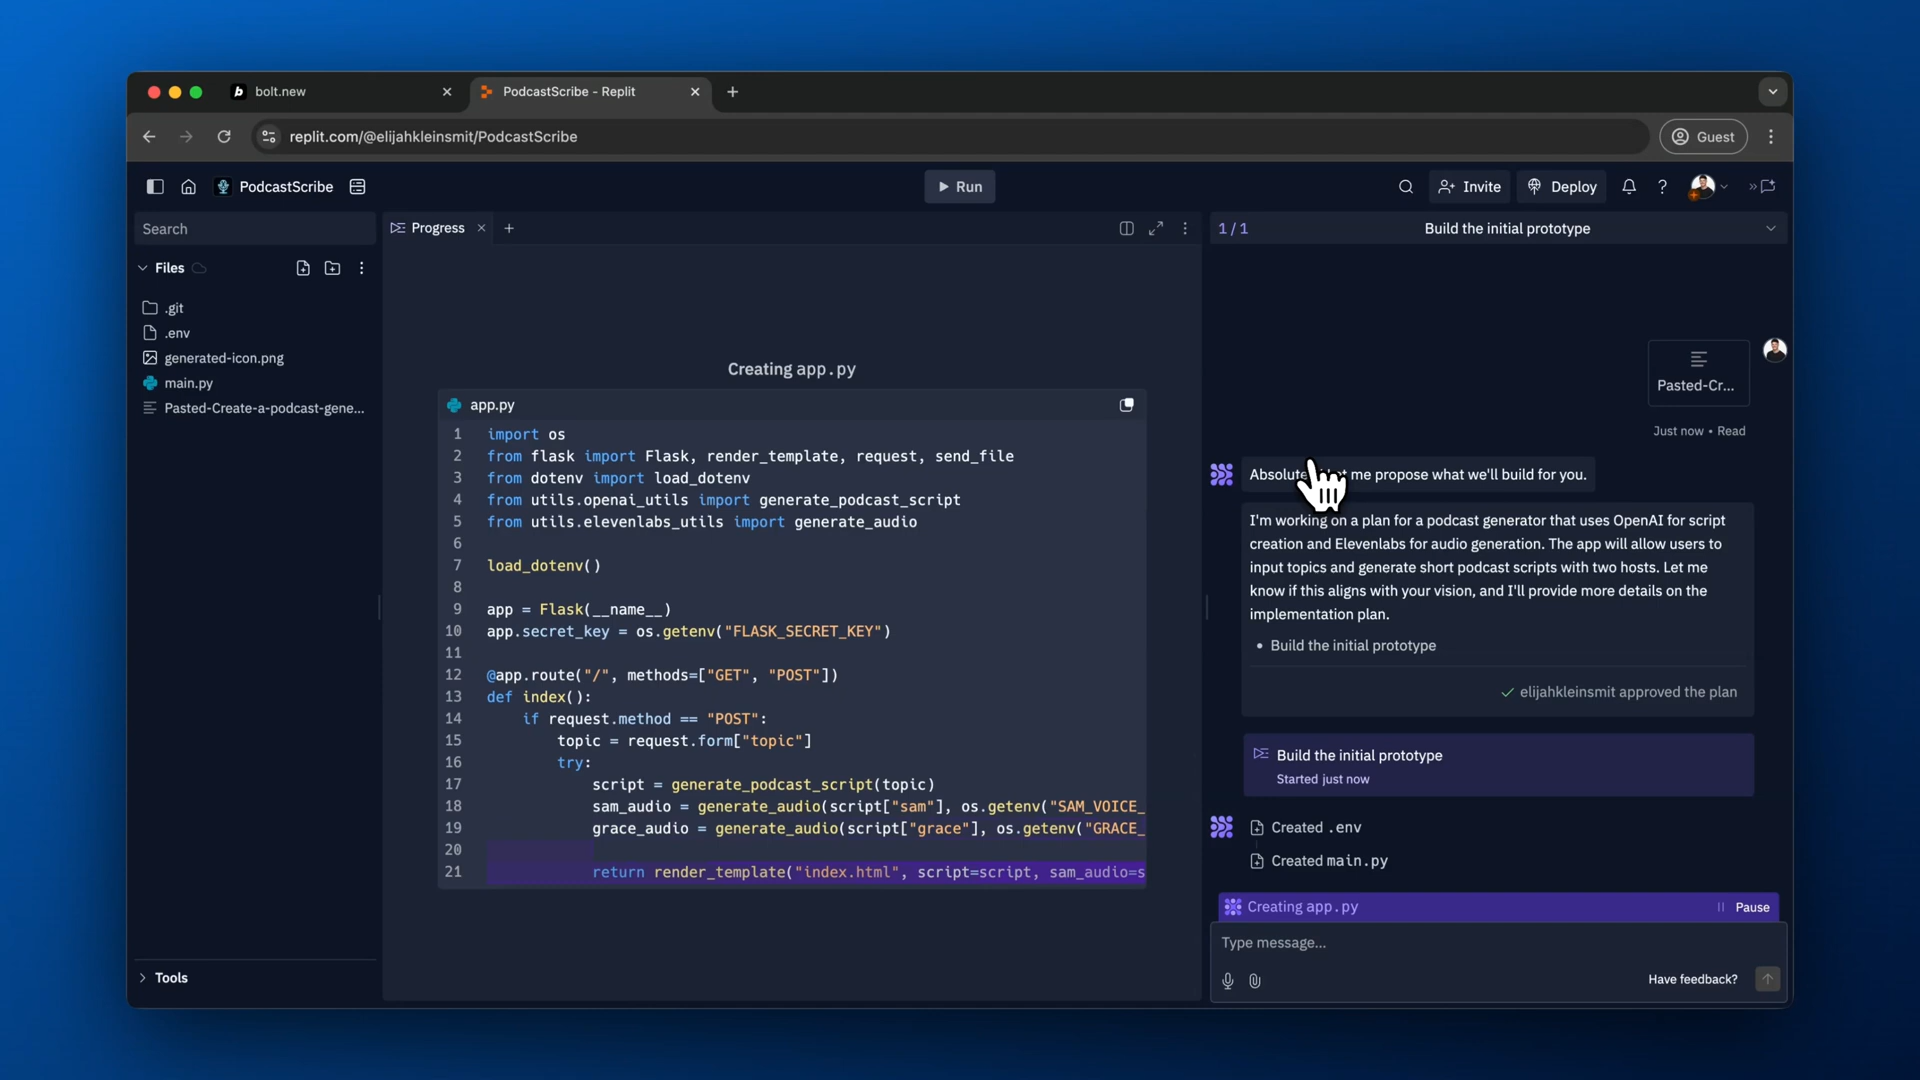 bolt.new
PodcastScribe - Replit
replit.com/@elijahkleinsmit/PodcastScribe
Guest
PodcastScribe
Run
Invite
Deploy
Search
Progress
1 / 1
Build the initial prototype
Files
.git
.env
generated-icon.png
main.py
Pasted-Create-a-podcast-gene...
Tools
Creating app.py
app.py
1 import os
2 from flask import Flask, render_template, request, send_file
3 from dotenv import load_dotenv
4 from utils.openai_utils import generate_podcast_script
5 from utils.elevenlabs_utils import generate_audio
6
7 load_dotenv()
8
9 app = Flask(__name__)
10 app.secret_key = os.getenv("FLASK_SECRET_KEY")
11
12 @app.route("/", methods=["GET", "POST"])
13 def index():
14 if request.method == "POST":
15 topic = request.form["topic"]
16 try:
17 script = generate_podcast_script(topic)
18 sam_audio = generate_audio(script["sam"], os.getenv("SAM_VOICE_
19 grace_audio = generate_audio(script["grace"], os.getenv("GRACE_
20
21 return render_template("index.html", script=script, sam_audio=s
Pasted-Cr...
Just now • Read
me propose what we'll build for you.
I'm working on a plan for a podcast generator that uses OpenAI for script
creation and Elevenlabs for audio generation. The app will allow users to
input topics and generate short podcast scripts with two hosts. Let me
know if this aligns with your vision, and I'll provide more details on the
implementation plan.
• Build the initial prototype
elijahkleinsmit approved the plan
Build the initial prototype
Started just now
Created .env
Created main.py
Creating app.py
Pause
Type message...
Have feedback?